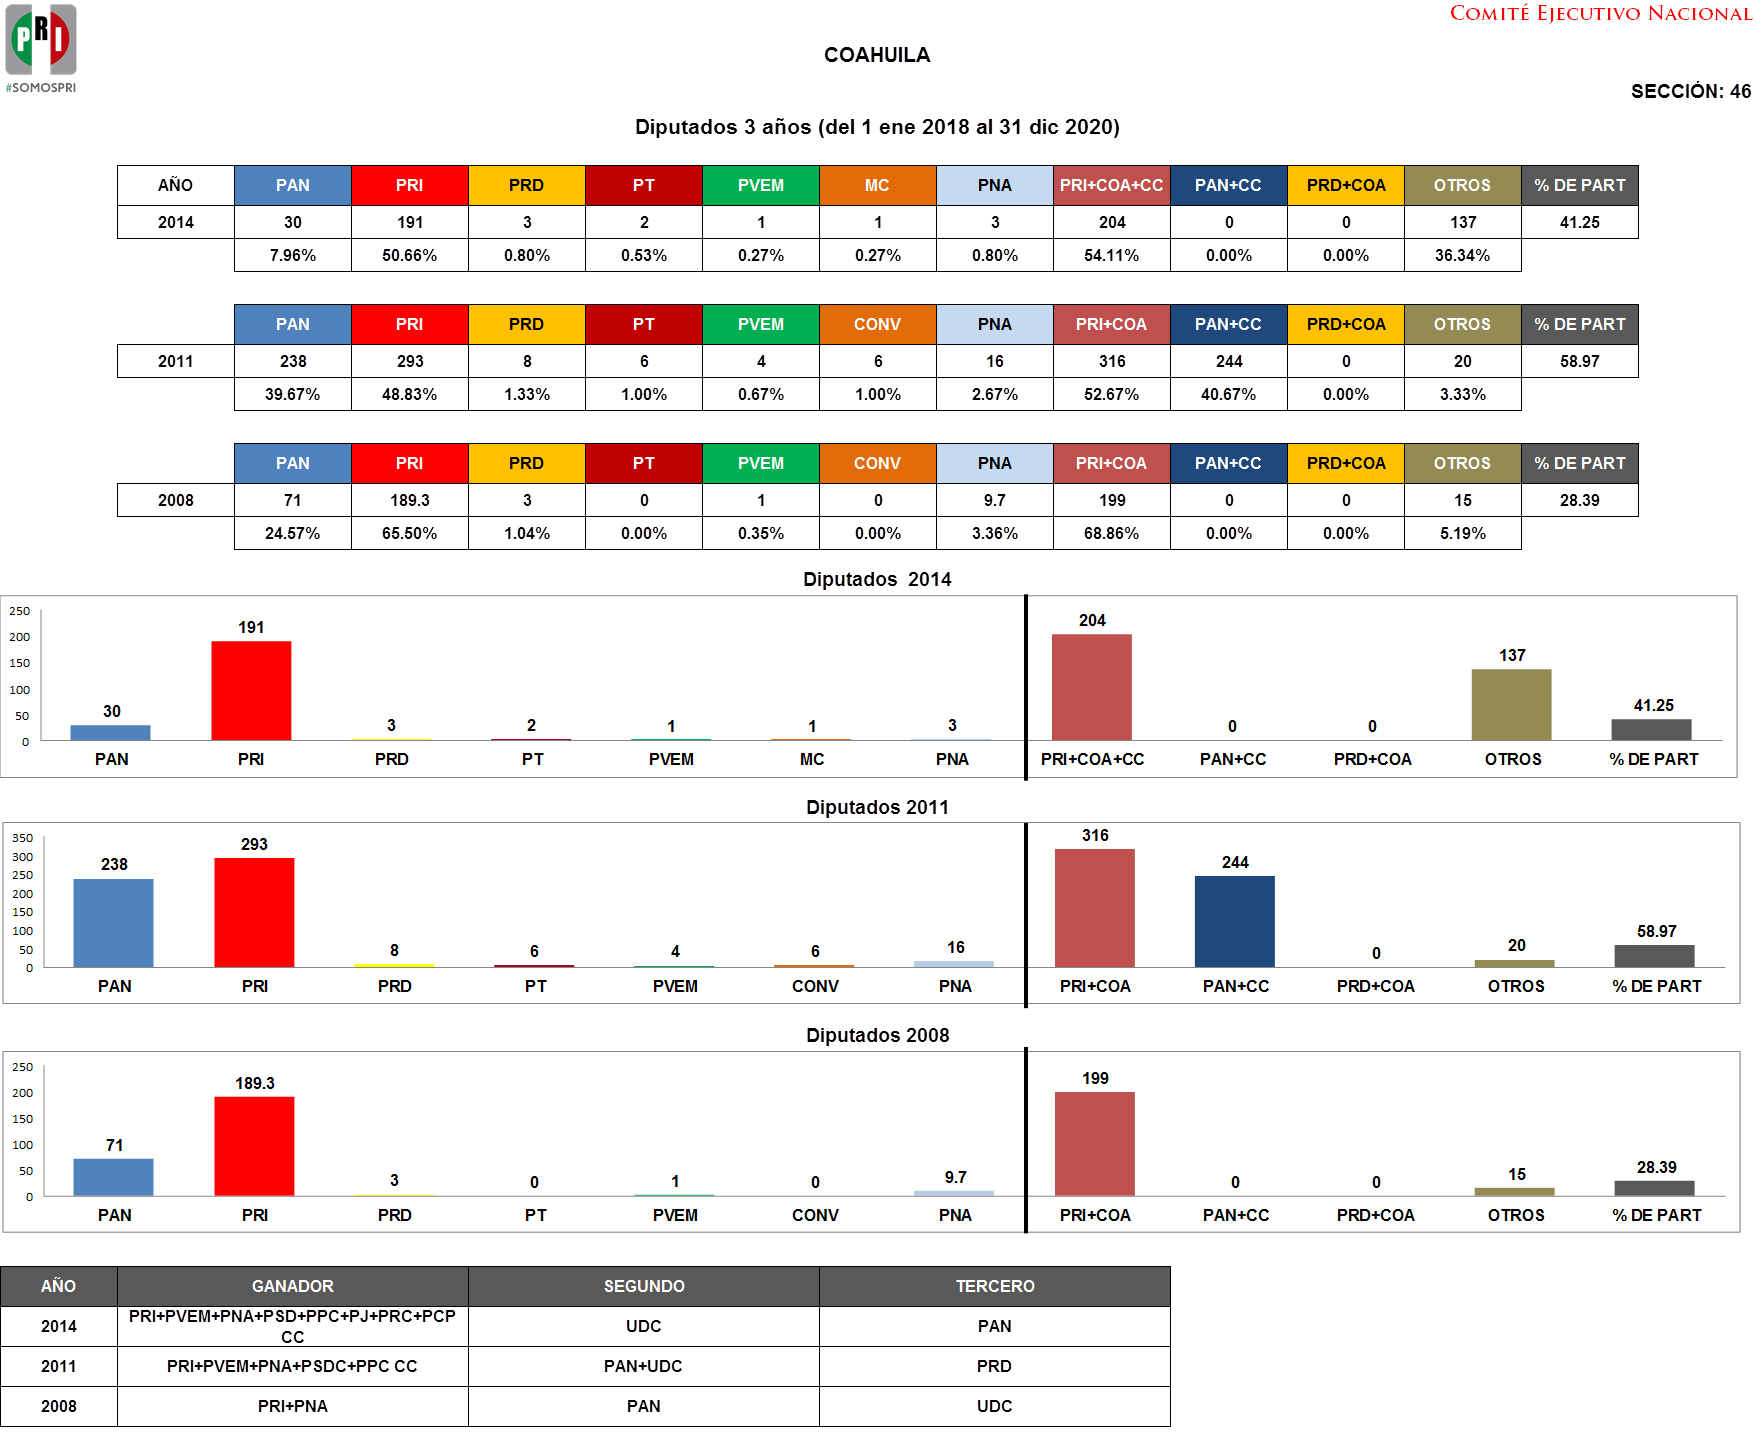 COMITÉ EJECUTIVO NACIONAL
PRI
#SOMOSPRI
COAHUILA
SECCIÓN: 46
Diputados 3 años (del 1 ene 2018 al 31 dic 2020)
AÑO PAN PRI PRD PT PVEM MC PNA PRI+COA+CC PAN+CC PRD+COA OTROS % DE PART
2014 30 191 3 2 1 1 3 204 0 0 137 41.25
7.96% 50.66% 0.80% 0.53% 0.27% 0.27% 0.80% 54.11% 0.00% 0.00% 36.34%
PAN PRI PRD PT PVEM CONV PNA PRI+COA PAN+CC PRD+COA OTROS % DE PART
2011 238 293 8 6 4 6 16 316 244 0 20 58.97
39.67% 48.83% 1.33% 1.00% 0.67% 1.00% 2.67% 52.67% 40.67% 0.00% 3.33%
PAN PRI PRD PT PVEM CONV PNA PRI+COA PAN+CC PRD+COA OTROS % DE PART
2008 71 189.3 3 0 1 0 9.7 199 0 0 15 28.39
24.57% 65.50% 1.04% 0.00% 0.35% 0.00% 3.36% 68.86% 0.00% 0.00% 5.19%
Diputados 2014
250
200
150
100
50
0
30 191 3 2 1 1 3 204 0 0 137 41.25
PAN PRI PRD PT PVEM MC PNA PRI+COA+CC PAN+CC PRD+COA OTROS % DE PART
Diputados 2011
350
300
250
200
150
100
50
0
238 293 8 6 4 6 16 316 244 0 20 58.97
PAN PRI PRD PT PVEM CONV PNA PRI+COA PAN+CC PRD+COA OTROS % DE PART
Diputados 2008
250
200
150
100
50
0
71 189.3 3 0 1 0 9.7 199 0 0 15 28.39
PAN PRI PRD PT PVEM CONV PNA PRI+COA PAN+CC PRD+COA OTROS % DE PART
AÑO GANADOR SEGUNDO TERCERO
2014 PRI+PVEM+PNA+PSD+PPC+PJ+PRC+PCP CC UDC PAN
2011 PRI+PVEM+PNA+PSDC+PPC CC PAN+UDC PRD
2008 PRI+PNA PAN UDC